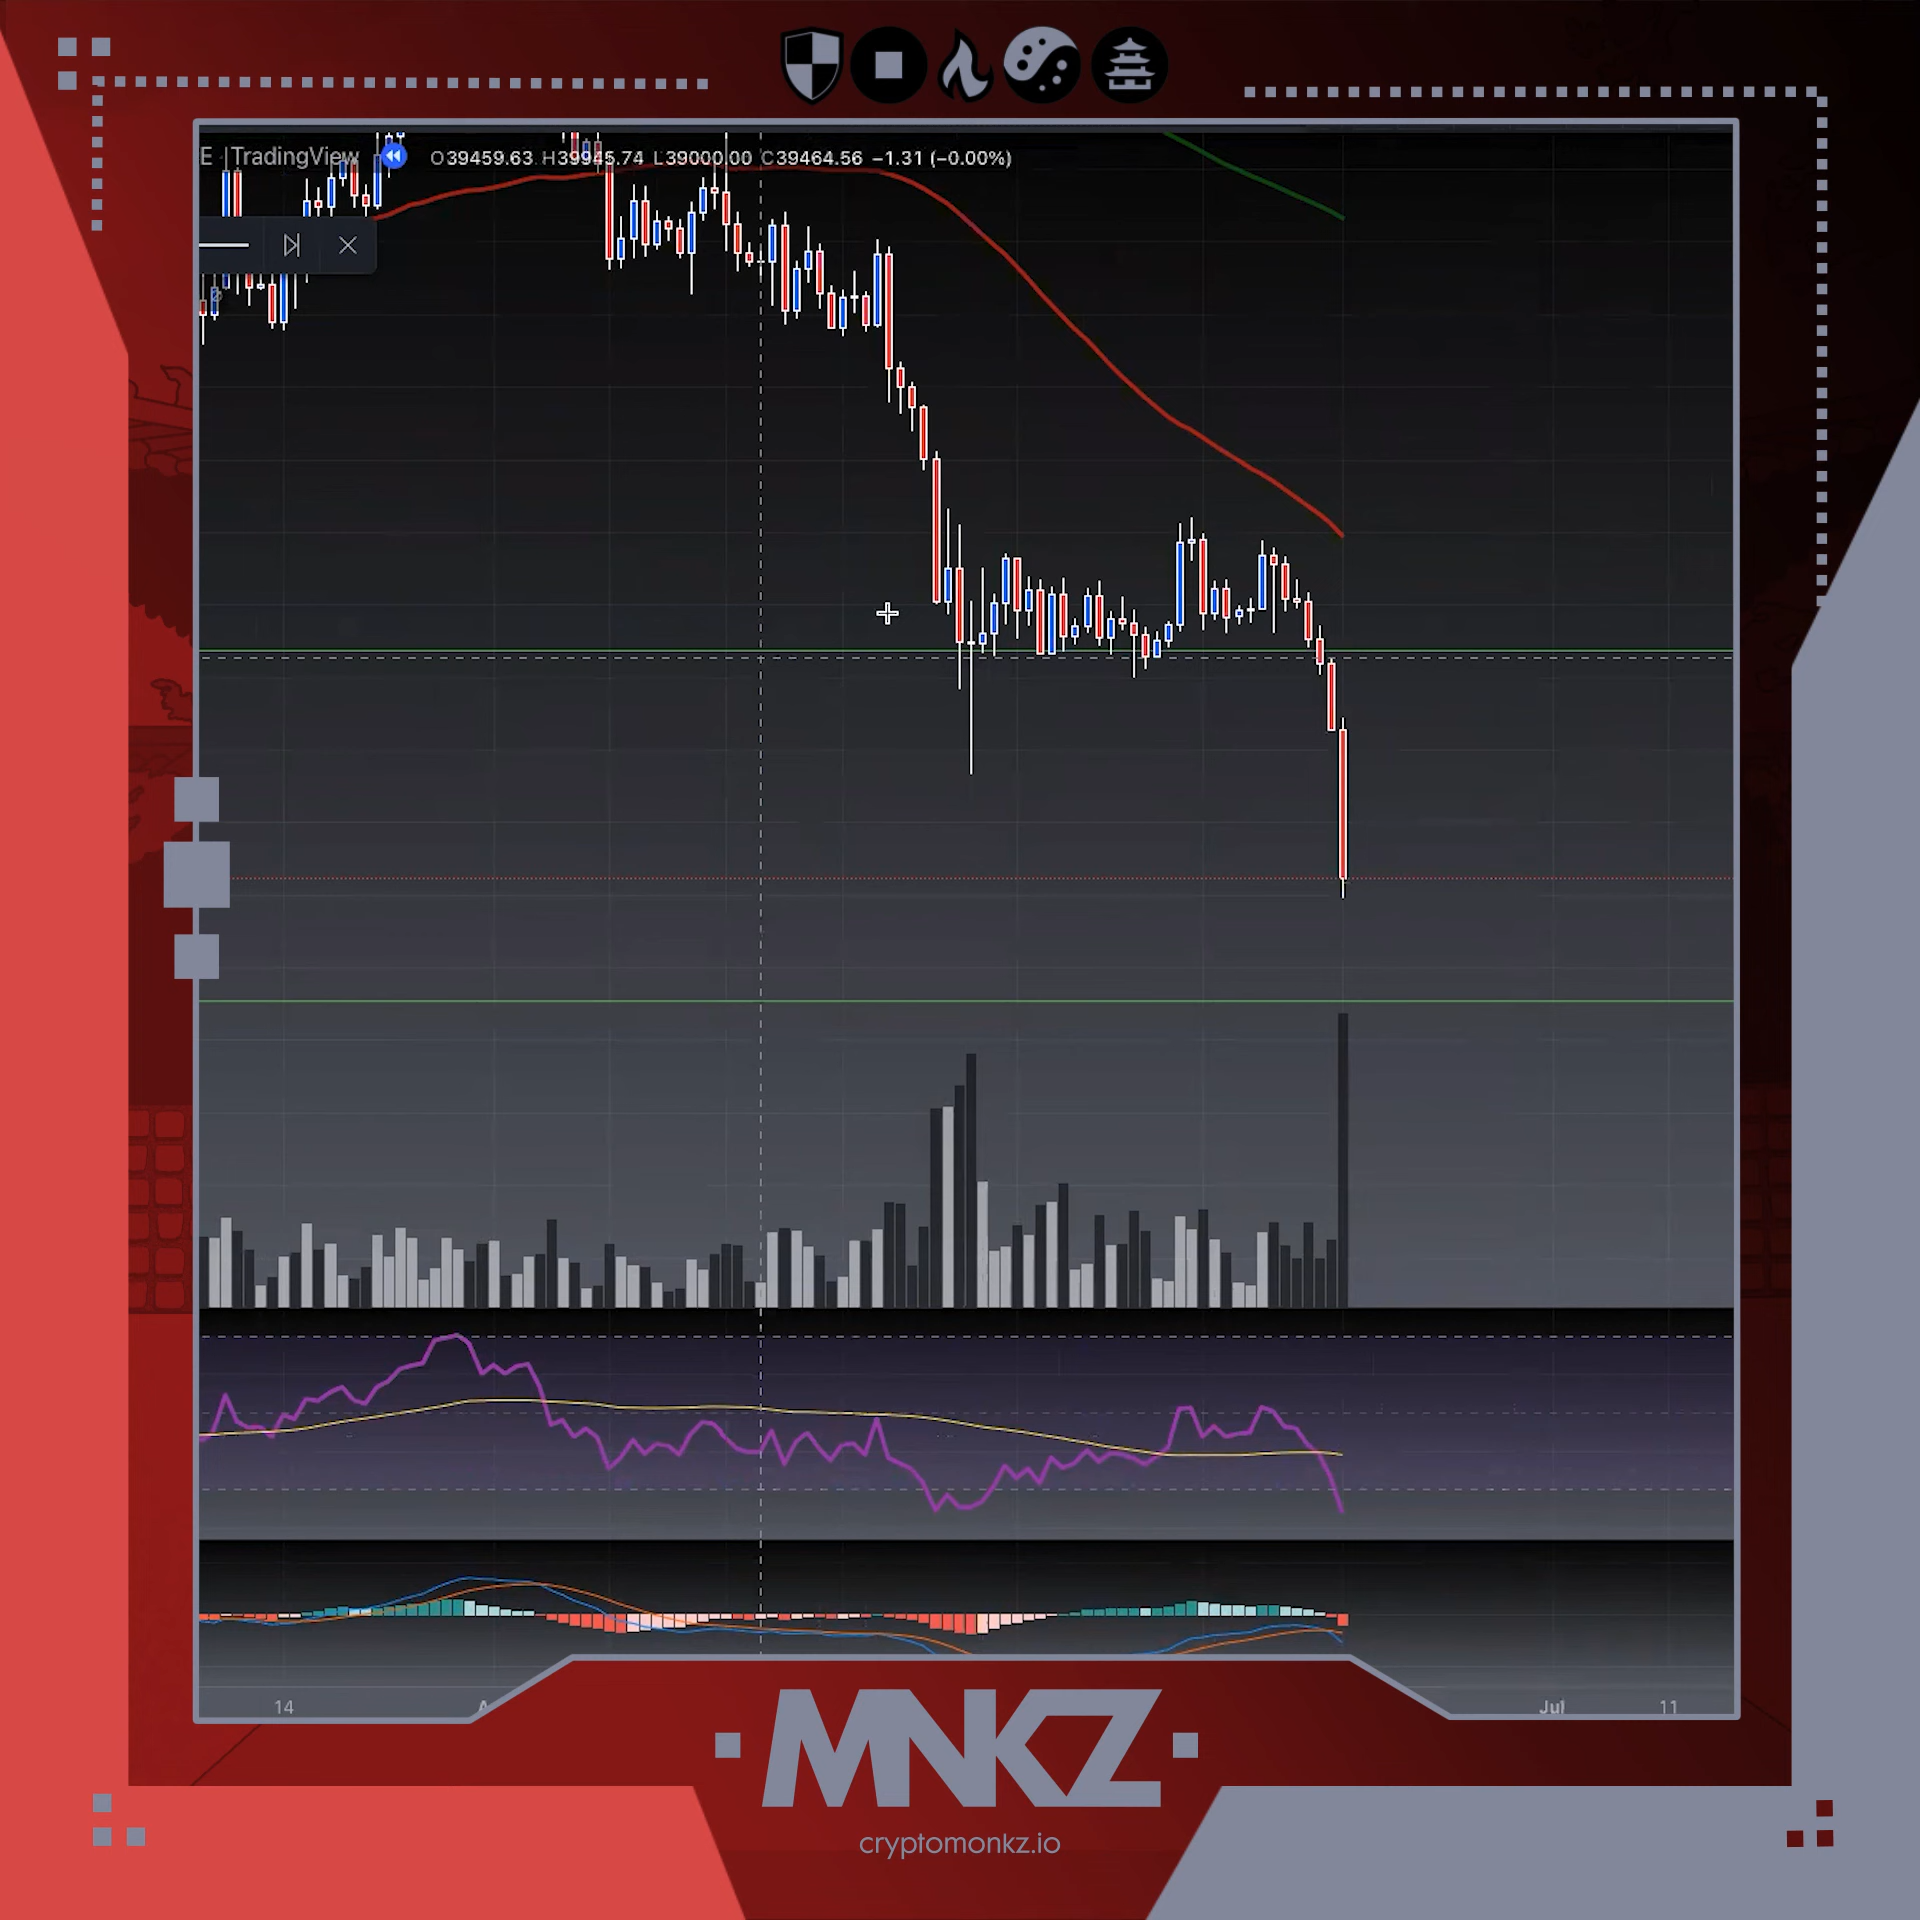 E | TradingView O39459.63 H39945.74 L39000.00 C39464.56 −1.31 (−0.00%)
14 A Jul 11
MNKZ
cryptomonkz.io